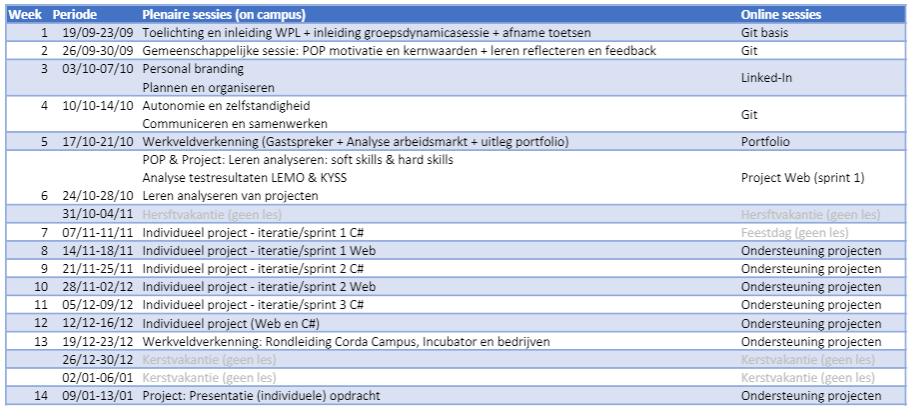 Week Periode Plenaire sessies (on campus) Online sessies
1 19/09-23/09 Toelichting en inleiding WPL + inleiding groepsdynamicasessie + afname toetsen Git basis
2 26/09-30/09 Gemeenschappelijke sessie: POP motivatie en kernwaarden + leren reflecteren en feedback Git
3 03/10-07/10 Personal branding
Plannen en organiseren
Linked-In
4 10/10-14/10 Autonomie en zelfstandigheid
Communiceren en samenwerken
Git
5 17/10-21/10 Werkveldverkenning (Gastspreker + Analyse arbeidsmarkt + uitleg portfolio) Portfolio
POP & Project: Leren analyseren: soft skills & hard skills
Analyse testresultaten LEMO & KYSS
Project Web (sprint 1)
6 24/10-28/10 Leren analyseren van projecten
31/10-04/11 Hersftvakantie (geen les) Hersftvakantie (geen les)
7 07/11-11/11 Individueel project - iteratie/sprint 1 C# Feestdag (geen les)
8 14/11-18/11 Individueel project - iteratie/sprint 1 Web Ondersteuning projecten
9 21/11-25/11 Individueel project - iteratie/sprint 2 C# Ondersteuning projecten
10 28/11-02/12 Individueel project - iteratie/sprint 2 Web Ondersteuning projecten
11 05/12-09/12 Individueel project - iteratie/sprint 3 C# Ondersteuning projecten
12 12/12-16/12 Individueel project (Web en C#) Ondersteuning projecten
13 19/12-23/12 Werkveldverkenning: Rondleiding Corda Campus, Incubator en bedrijven Ondersteuning projecten
26/12-30/12 Kerstvakantie (geen les) Kerstvakantie (geen les)
02/01-06/01 Kerstvakantie (geen les) Kerstvakantie (geen les)
14 09/01-13/01 Project: Presentatie (individuele) opdracht Ondersteuning projecten